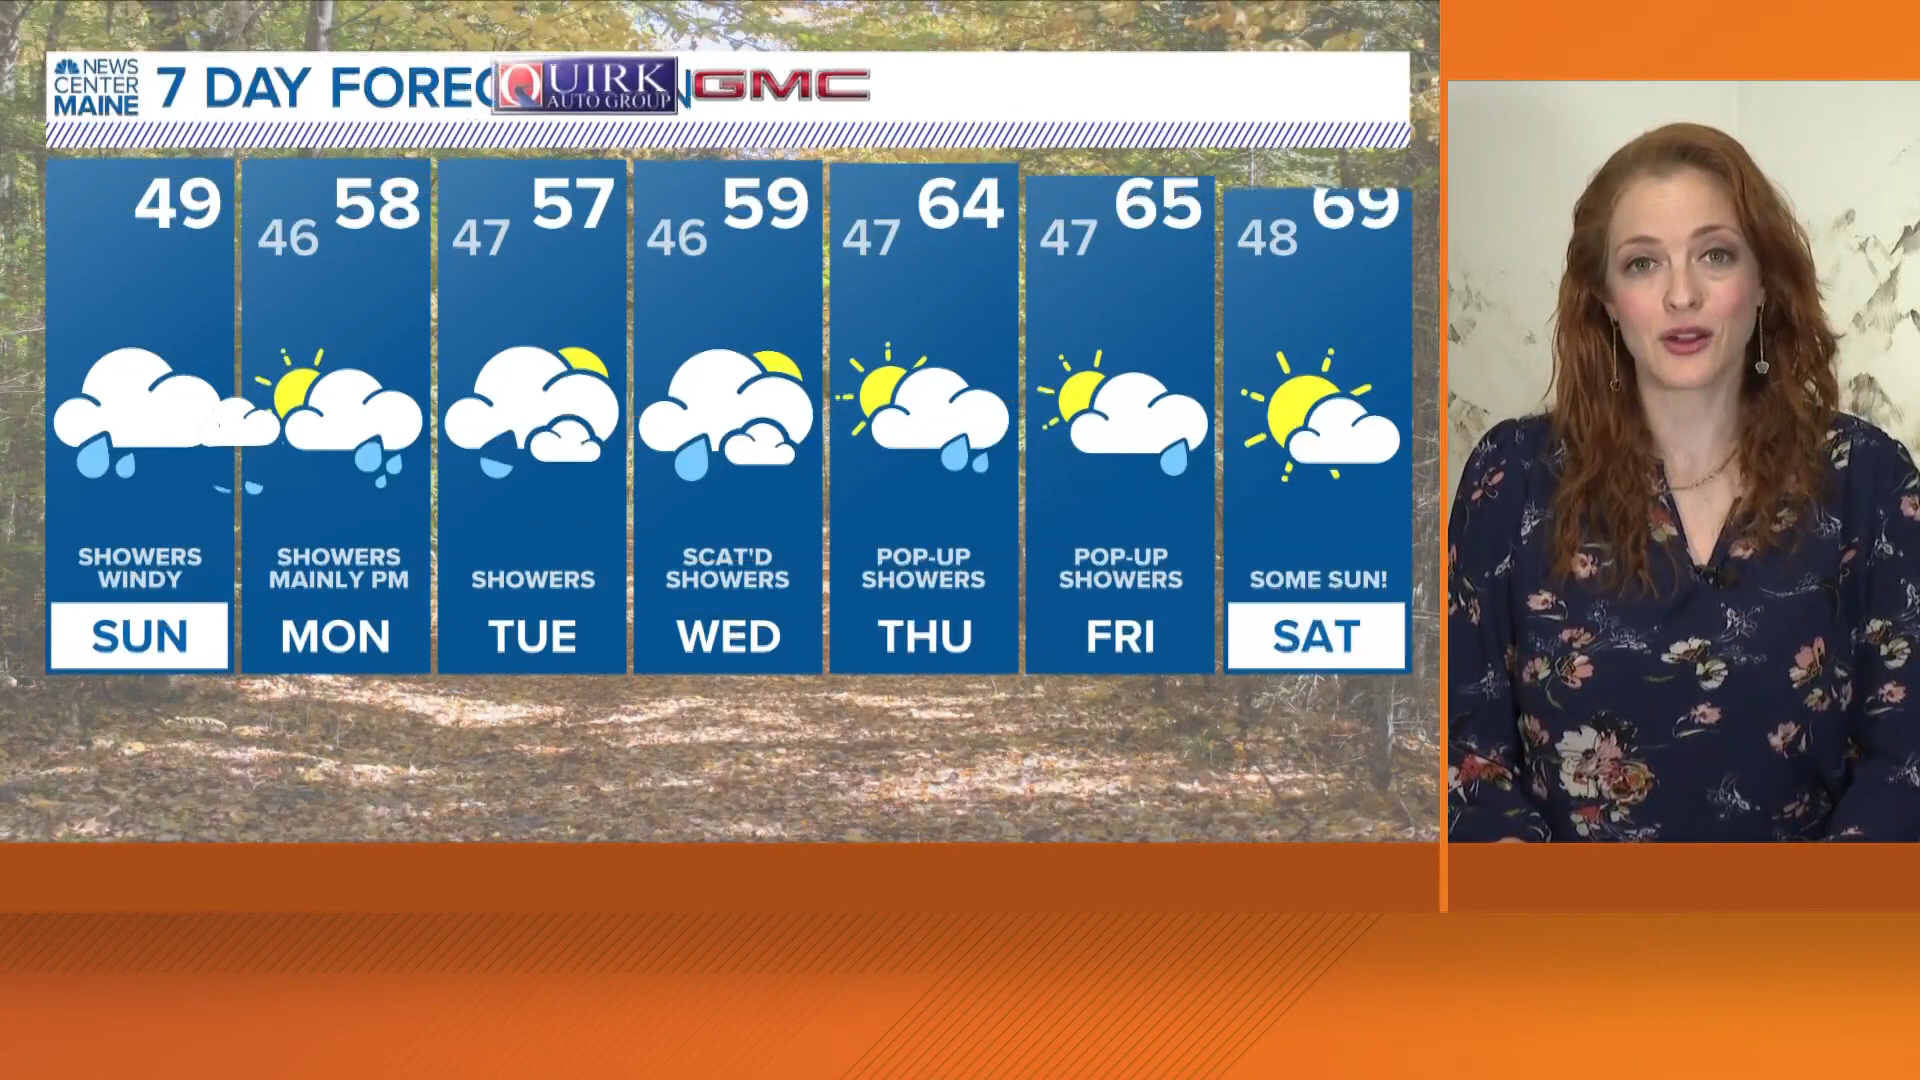 NEWS
CENTER
MAINE
7 DAY
QUIRK
AUTO GROUP
GMC
49
46 58
47 57
46 59
47 64
47 65
48 69
SHOWERS
WINDY
SHOWERS
MAINLY PM
SHOWERS
SCAT'D
SHOWERS
POP-UP
SHOWERS
POP-UP
SHOWERS
SOME SUN!
SUN
MON
TUE
WED
THU
FRI
SAT